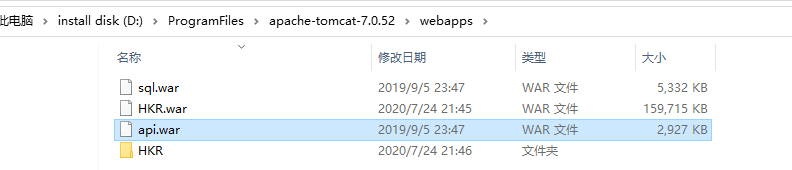 此电脑 › install disk (D:) › ProgramFiles › apache-tomcat-7.0.52 › webapps ›
名称 修改日期 类型 大小
sql.war 2019/9/5 23:47 WAR 文件 5,332 KB
HKR.war 2020/7/24 21:45 WAR 文件 159,715 KB
api.war 2019/9/5 23:47 WAR 文件 2,927 KB
HKR 2020/7/24 21:46 文件夹